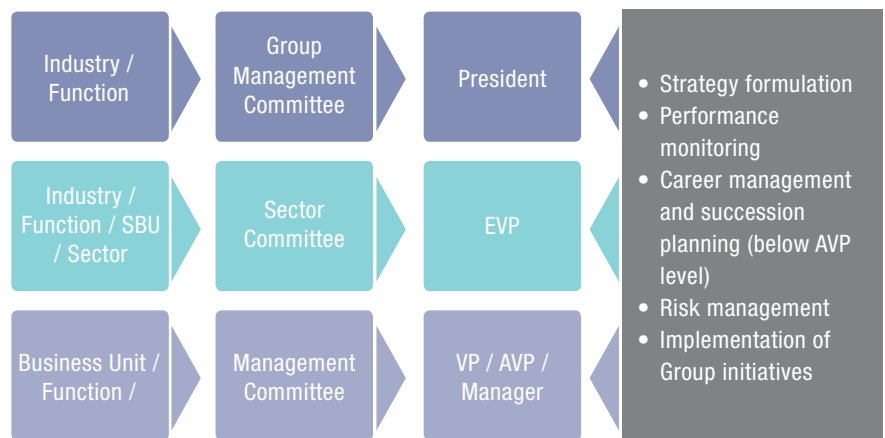 Industry /
Function
Group
Management
Committee
President
Industry /
Function / SBU
/ Sector
Sector
Committee
EVP
Business Unit /
Function /
Management
Committee
VP / AVP /
Manager
• Strategy formulation
• Performance
monitoring
• Career management
and succession
planning (below AVP
level)
• Risk management
• Implementation of
Group initiatives